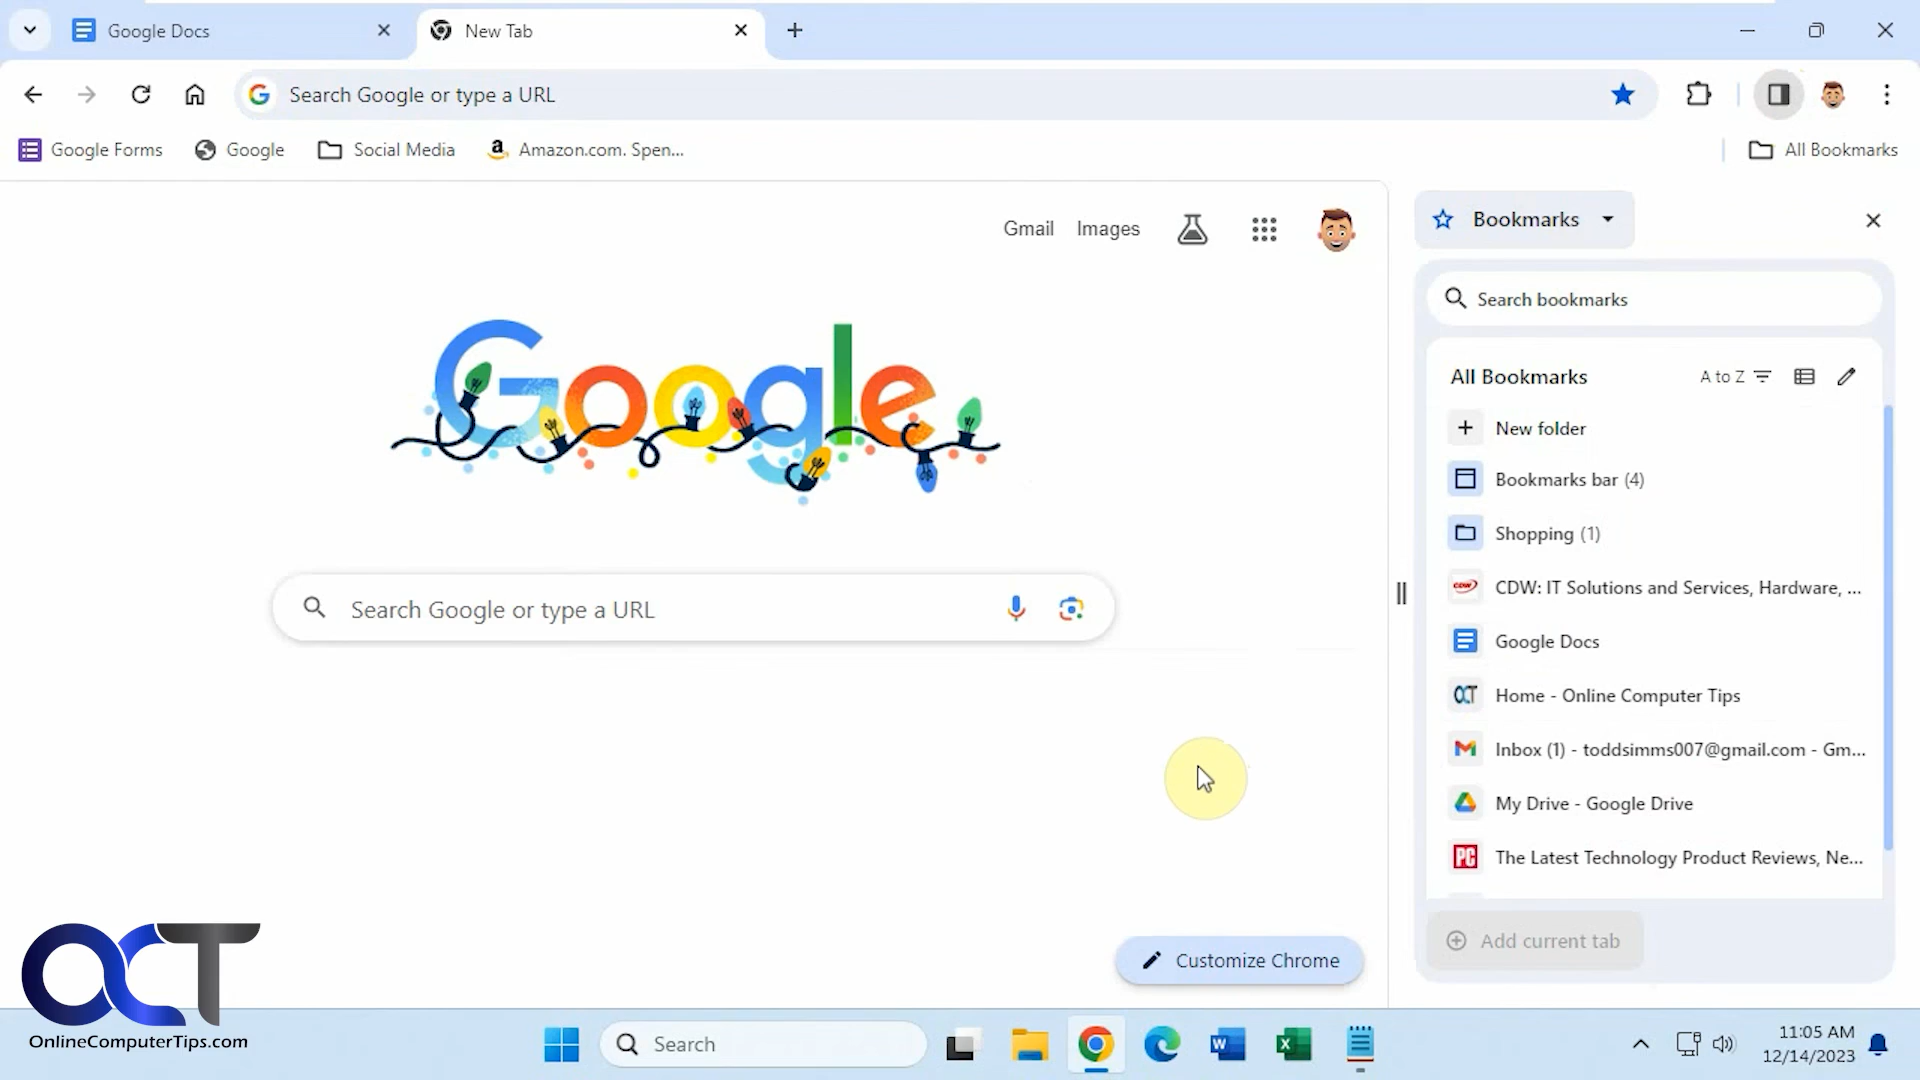 Google Docs
New Tab
Search Google or type a URL
Google Forms
Google
Social Media
Amazon.com. Spen...
All Bookmarks
Gmail
Images
Bookmarks
Search bookmarks
Google
All Bookmarks
A to Z
New folder
Bookmarks bar (4)
Shopping (1)
CDW
CDW: IT Solutions and Services, Hardware, ...
Google Docs
Search Google or type a URL
OCT
Home - Online Computer Tips
Inbox (1) - toddsimms007@gmail.com - Gm...
My Drive - Google Drive
PC
The Latest Technology Product Reviews, Ne...
Add current tab
Customize Chrome
OCT
OnlineComputerTips.com
Search
11:05 AM
12/14/2023